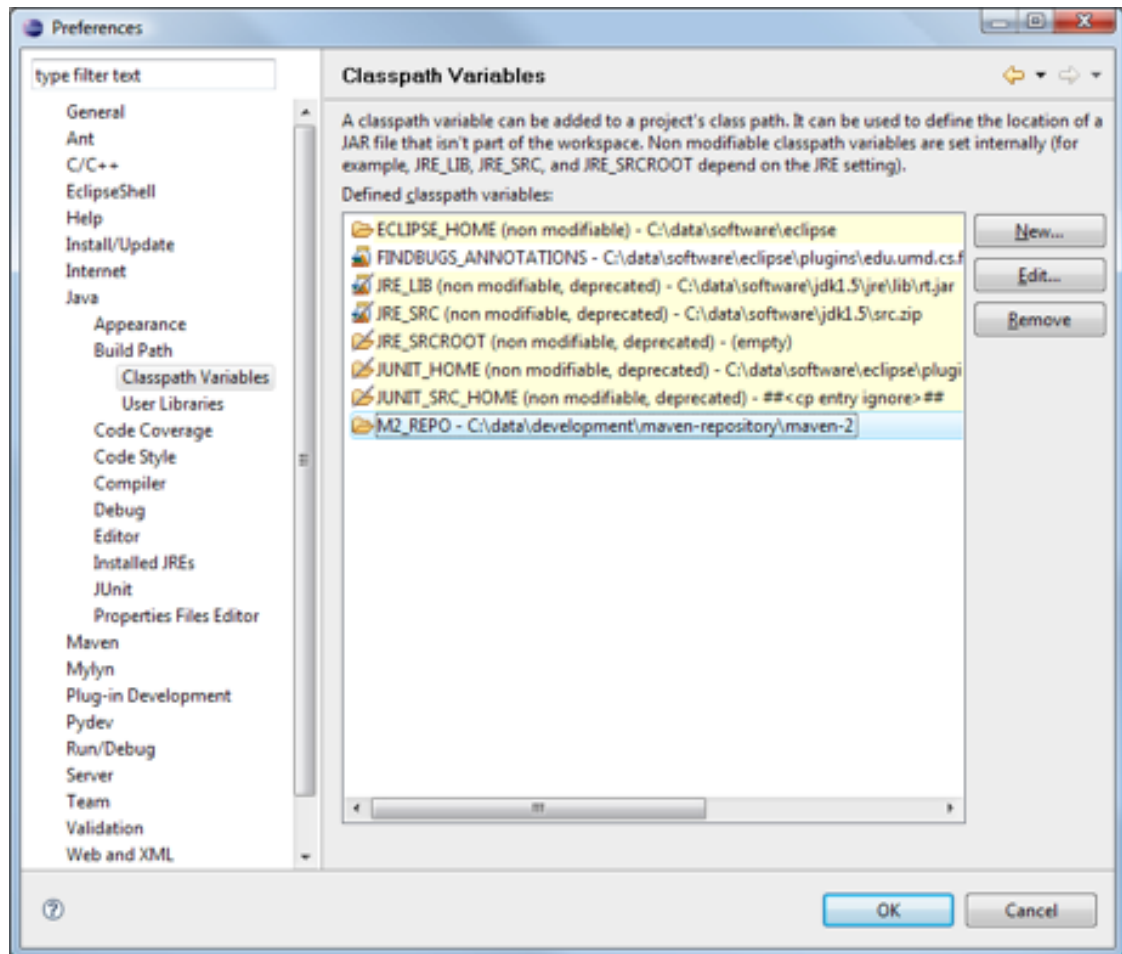 Preferences
type filter text
General
Ant
C/C++
EclipseShell
Help
Install/Update
Internet
Java
Appearance
Build Path
Classpath Variables
User Libraries
Code Coverage
Code Style
Compiler
Debug
Editor
Installed JREs
JUnit
Properties Files Editor
Maven
Mylyn
Plug-in Development
Pydev
Run/Debug
Server
Team
Validation
Web and XML
Classpath Variables
A classpath variable can be added to a project's class path. It can be used to define the location of a
JAR file that isn't part of the workspace. Non modifiable classpath variables are set internally (for
example, JRE_LIB, JRE_SRC, and JRE_SRCROOT depend on the JRE setting).
Defined classpath variables:
ECLIPSE_HOME (non modifiable) - C:\data\software\eclipse
FINDBUGS_ANNOTATIONS - C:\data\software\eclipse\plugins\edu.umd.cs.f
JRE_LIB (non modifiable, deprecated) - C:\data\software\jdk1.5\jre\lib\rt.jar
JRE_SRC (non modifiable, deprecated) - C:\data\software\jdk1.5\src.zip
JRE_SRCROOT (non modifiable, deprecated) - (empty)
JUNIT_HOME (non modifiable, deprecated) - C:\data\software\eclipse\plugi
JUNIT_SRC_HOME (non modifiable, deprecated) - ##<cp entry ignore>##
M2_REPO - C:\data\development\maven-repository\maven-2
New...
Edit...
Remove
OK
Cancel